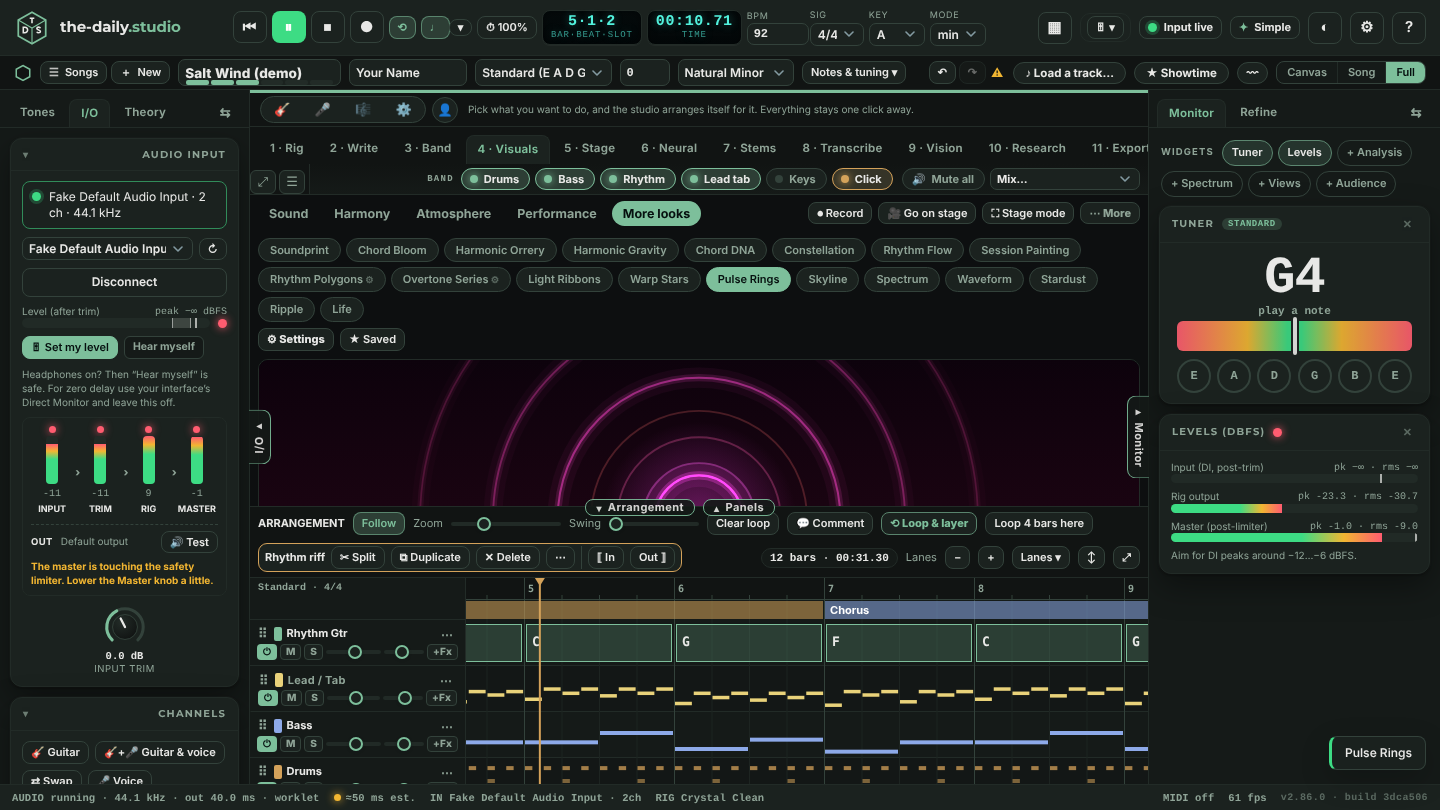 the-daily.studio
100%
5·1·2
BAR·BEAT·SLOT
00:10.71
TIME
BPM
92
SIG
4/4
KEY
A
MODE
min
Input live
Simple
?
Songs
+ New
Salt Wind (demo)
Your Name
Standard (E A D G
0
Natural Minor
Notes & tuning ▾
Load a track...
★ Showtime
Canvas
Song
Full
Tones
I/O
Theory
Pick what you want to do, and the studio arranges itself for it. Everything stays one click away.
Monitor
Refine
1 · Rig
2 · Write
3 · Band
4 · Visuals
5 · Stage
6 · Neural
7 · Stems
8 · Transcribe
9 · Vision
10 · Research
11 · Export
BAND
Drums
Bass
Rhythm
Lead tab
Keys
Click
Mute all
Mix...
Sound
Harmony
Atmosphere
Performance
More looks
Record
Go on stage
Stage mode
··· More
Soundprint
Chord Bloom
Harmonic Orrery
Harmonic Gravity
Chord DNA
Constellation
Rhythm Flow
Session Painting
Rhythm Polygons
Overtone Series
Light Ribbons
Warp Stars
Pulse Rings
Skyline
Spectrum
Waveform
Stardust
Ripple
Life
Settings
★ Saved
AUDIO INPUT
Fake Default Audio Input · 2
ch · 44.1 kHz
Fake Default Audio Inpu
Disconnect
Level (after trim)
peak −∞ dBFS
Set my level
Hear myself
Headphones on? Then “Hear myself” is
safe. For zero delay use your interface's
Direct Monitor and leave this off.
-11
-11
9
-1
INPUT
TRIM
RIG
MASTER
OUT
Default output
Test
The master is touching the safety
limiter. Lower the Master knob a little.
0.0 dB
INPUT TRIM
CHANNELS
Guitar
Guitar & voice
Swap
Voice
I/O
Monitor
Arrangement
Panels
ARRANGEMENT
Follow
Zoom
Swing
Clear loop
Comment
Loop & layer
Loop 4 bars here
Rhythm riff
Split
Duplicate
Delete
···
In
Out
12 bars · 00:31.30
Lanes
−
+
Lanes ▾
Standard · 4/4
5
6
7
8
9
Chorus
Rhythm Gtr
M
S
+Fx
C
G
F
C
G
Lead / Tab
M
S
+Fx
Bass
M
S
+Fx
Drums
WIDGETS
Tuner
Levels
+ Analysis
+ Spectrum
+ Views
+ Audience
TUNER
STANDARD
×
G4
play a note
E
A
D
G
B
E
LEVELS (DBFS)
×
Input (DI, post-trim)
pk −∞ · rms −∞
Rig output
pk -23.3 · rms -30.7
Master (post-limiter)
pk -1.0 · rms -9.0
Aim for DI peaks around −12…−6 dBFS.
Pulse Rings
AUDIO running · 44.1 kHz · out 40.0 ms · worklet
≈50 ms est.
IN Fake Default Audio Input · 2ch
RIG Crystal Clean
MIDI off
61 fps
v2.86.0 · build 3dca506